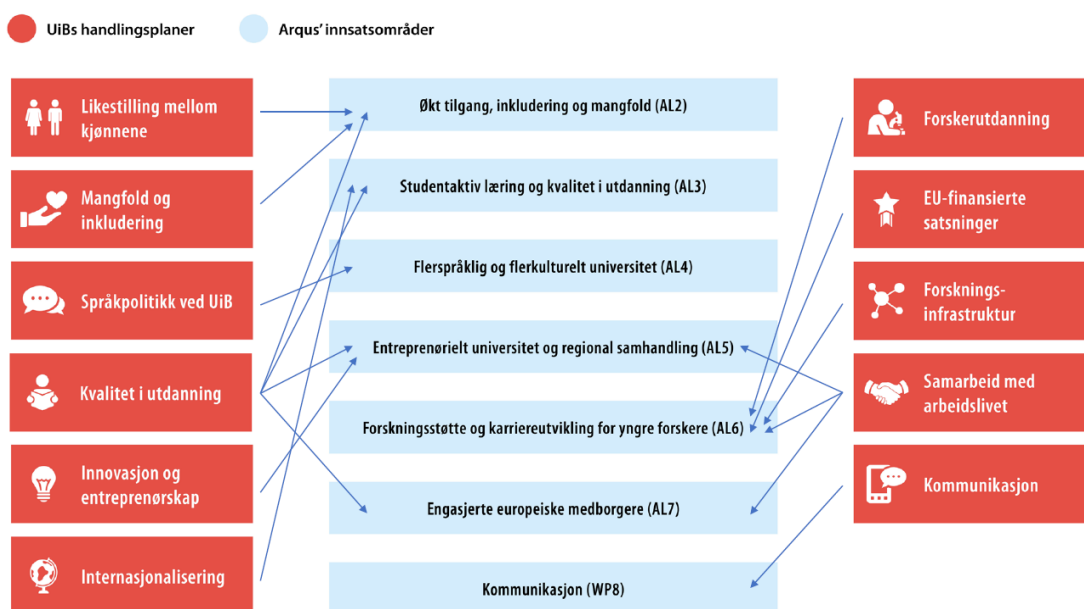 UiBs handlingsplaner
Arqus’ innsatsområder
Likestilling mellom
kjønnene
Mangfold og
inkludering
Språkpolitikk ved UiB
Kvalitet i utdanning
Innovasjon og
entreprenørskap
Internasjonalisering
Økt tilgang, inkludering og mangfold (AL2)
Studentaktiv læring og kvalitet i utdanning (AL3)
Flerspråklig og flerkulturelt universitet (AL4)
Entreprenørielt universitet og regional samhandling (AL5)
Forskningsstøtte og karriereutvikling for yngre forskere (AL6)
Engasjerte europeiske medborgere (AL7)
Kommunikasjon (WP8)
Forskerutdanning
EU-finansierte
satsninger
Forsknings-
infrastruktur
Samarbeid med
arbeidslivet
Kommunikasjon